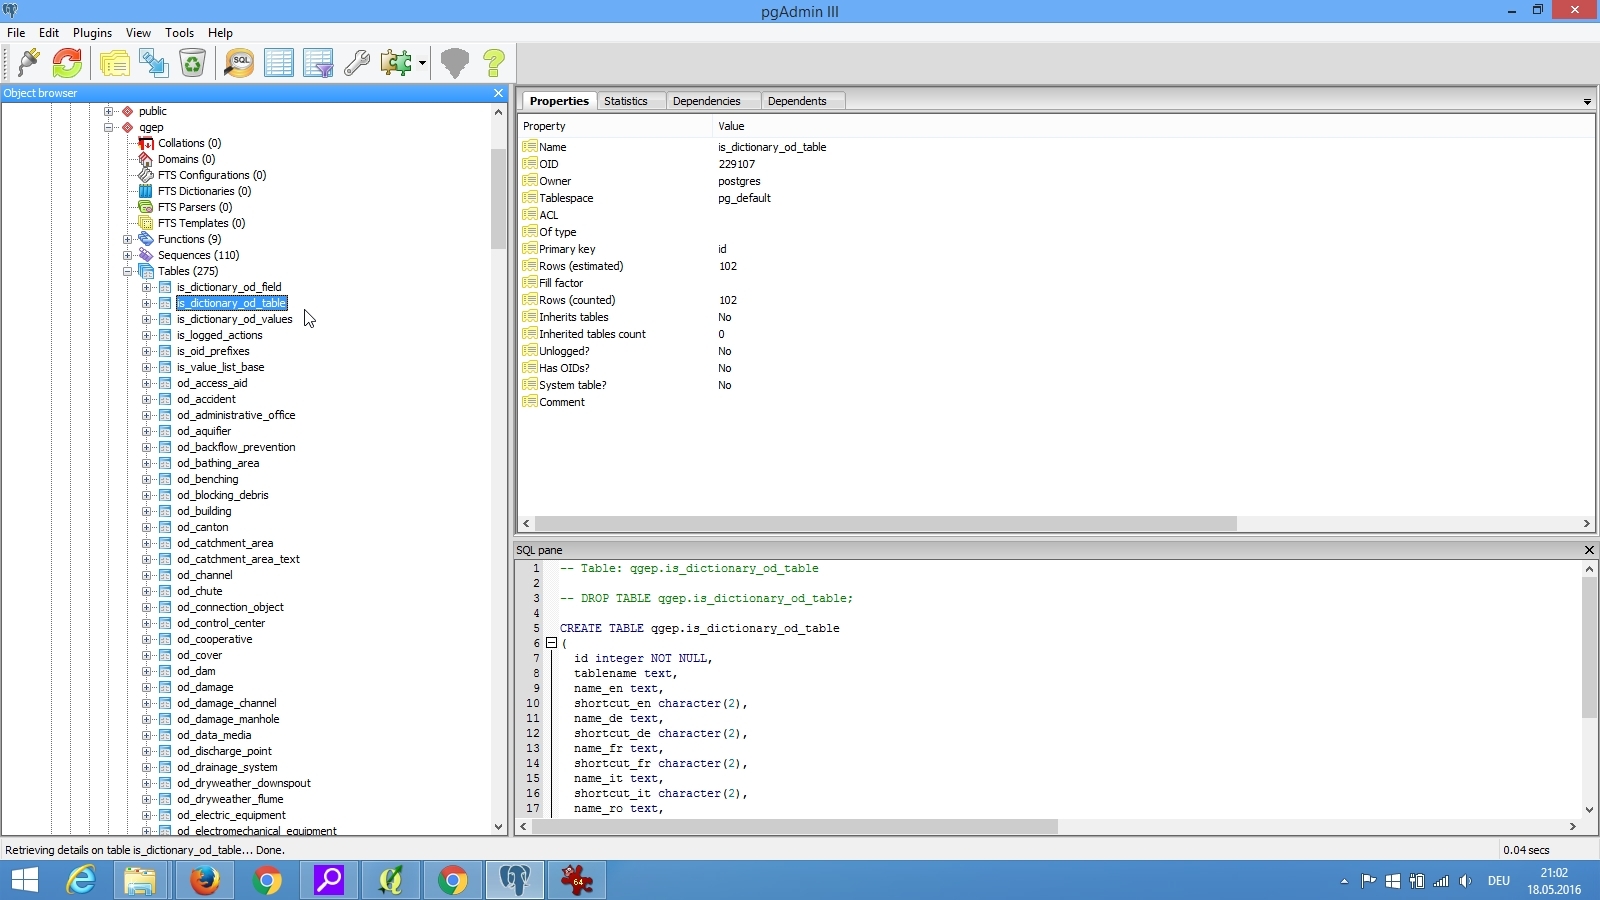 pgAdmin III
File Edit Plugins View Tools Help
SQL
Object browser
public
qgep
Collations (0)
Domains (0)
FTS Configurations (0)
FTS Dictionaries (0)
FTS Parsers (0)
FTS Templates (0)
Functions (9)
Sequences (110)
Tables (275)
is_dictionary_od_field
is_dictionary_od_table
is_dictionary_od_values
is_logged_actions
is_oid_prefixes
is_value_list_base
od_access_aid
od_accident
od_administrative_office
od_aquifier
od_backflow_prevention
od_bathing_area
od_benching
od_blocking_debris
od_building
od_canton
od_catchment_area
od_catchment_area_text
od_channel
od_chute
od_connection_object
od_control_center
od_cooperative
od_cover
od_dam
od_damage
od_damage_channel
od_damage_manhole
od_data_media
od_discharge_point
od_drainage_system
od_dryweather_downspout
od_dryweather_flume
od_electric_equipment
od_electromechanical_equipment
Properties Statistics Dependencies Dependents
Property Value
Name is_dictionary_od_table
OID 229107
Owner postgres
Tablespace pg_default
ACL
Of type
Primary key id
Rows (estimated) 102
Fill factor
Rows (counted) 102
Inherits tables No
Inherited tables count 0
Unlogged? No
Has OIDs? No
System table? No
Comment
SQL pane
1 -- Table: qgep.is_dictionary_od_table
2
3 -- DROP TABLE qgep.is_dictionary_od_table;
4
5 CREATE TABLE qgep.is_dictionary_od_table
6 (
7 id integer NOT NULL,
8 tablename text,
9 name_en text,
10 shortcut_en character(2),
11 name_de text,
12 shortcut_de character(2),
13 name_fr text,
14 shortcut_fr character(2),
15 name_it text,
16 shortcut_it character(2),
17 name_ro text,
Retrieving details on table is_dictionary_od_table... Done. 0.04 secs
64
DEU
21:02
18.05.2016